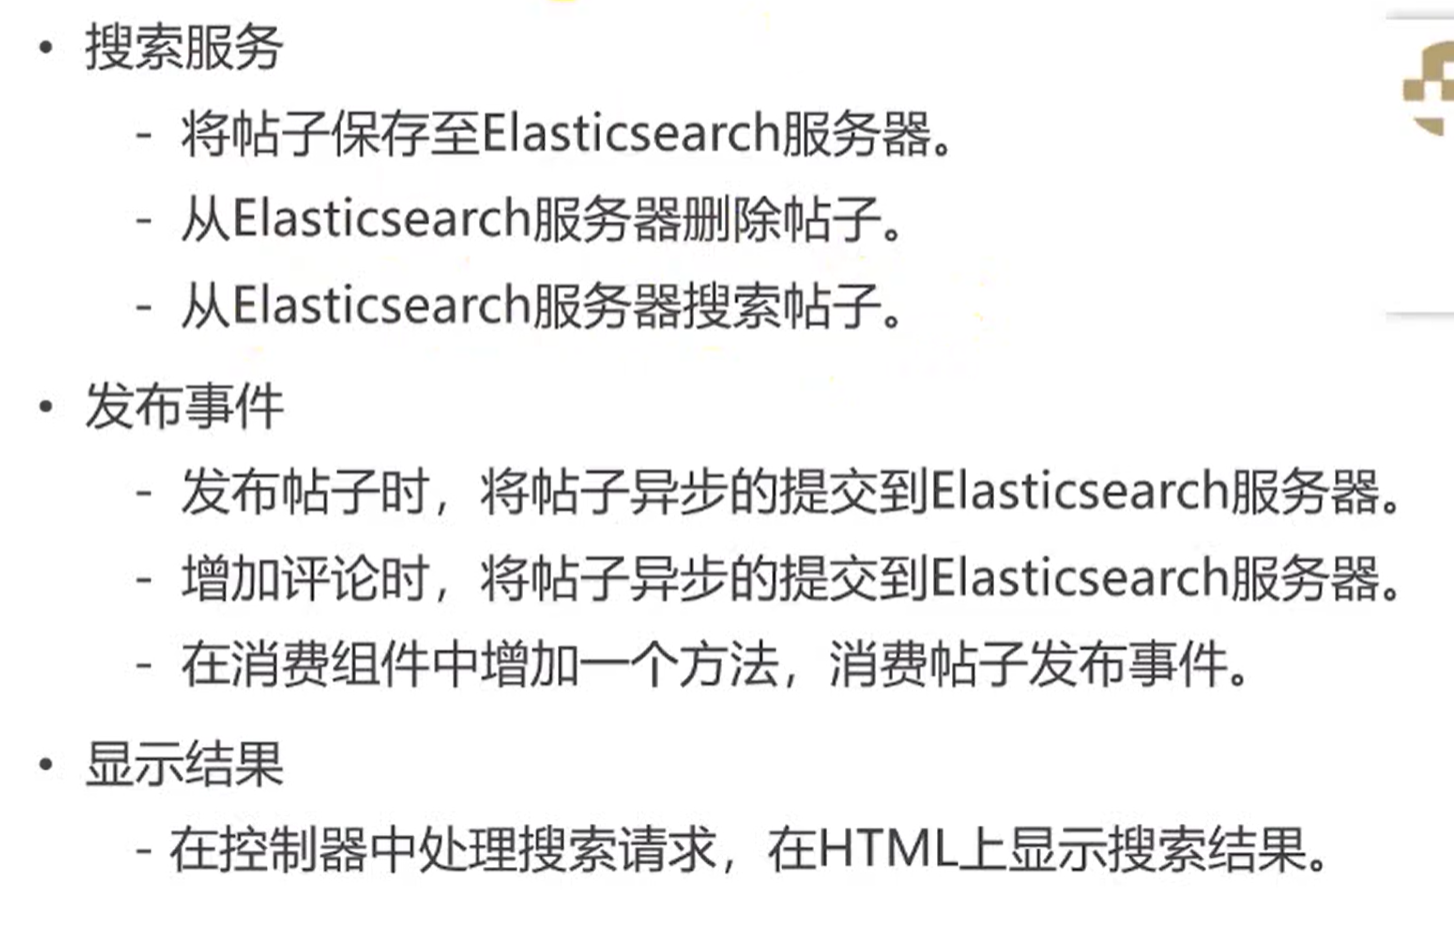 • 搜索服务
- 将帖子保存至Elasticsearch服务器。
- 从Elasticsearch服务器删除帖子。
- 从Elasticsearch服务器搜索帖子。
• 发布事件
- 发布帖子时，将帖子异步的提交到Elasticsearch服务器。
- 增加评论时，将帖子异步的提交到Elasticsearch服务器。
- 在消费组件中增加一个方法，消费帖子发布事件。
• 显示结果
- 在控制器中处理搜索请求，在HTML上显示搜索结果。